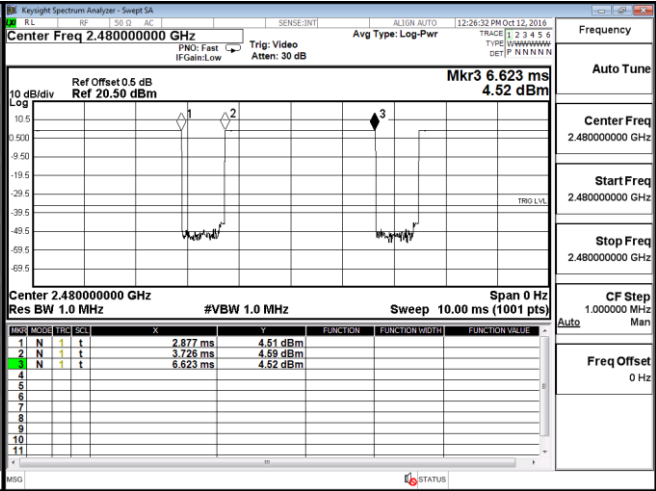 Keysight Spectrum Analyzer - Swept SA
RL RF 50 Ω AC SENSE:INT ALIGN AUTO 12:26:32 PM Oct 12, 2016
Center Freq 2.480000000 GHz
PNO: Fast
IFGain:Low
Trig: Video
Atten: 30 dB
Avg Type: Log-Pwr
TRACE 1 2 3 4 5 6
TYPE WWWWWW
DET P N N N N N
Frequency
Auto Tune
Center Freq
2.480000000 GHz
Start Freq
2.480000000 GHz
Stop Freq
2.480000000 GHz
CF Step
1.000000 MHz
Auto Man
Freq Offset
0 Hz
Mkr3 6.623 ms
4.52 dBm
Ref Offset 0.5 dB
10 dB/div Ref 20.50 dBm
Log
10.5
0.500
-9.50
-19.5
-29.5
-39.5
-49.5
-59.5
-69.5
1
2
3
TRIG LVL
Center 2.480000000 GHz Span 0 Hz
Res BW 1.0 MHz #VBW 1.0 MHz Sweep 10.00 ms (1001 pts)
MKR MODE TRC SCL X Y FUNCTION FUNCTION WIDTH FUNCTION VALUE
1 N 1 t 2.877 ms 4.51 dBm
2 N 1 t 3.726 ms 4.59 dBm
3 N 1 t 6.623 ms 4.52 dBm
4
5
6
7
8
9
10
11
MSG STATUS